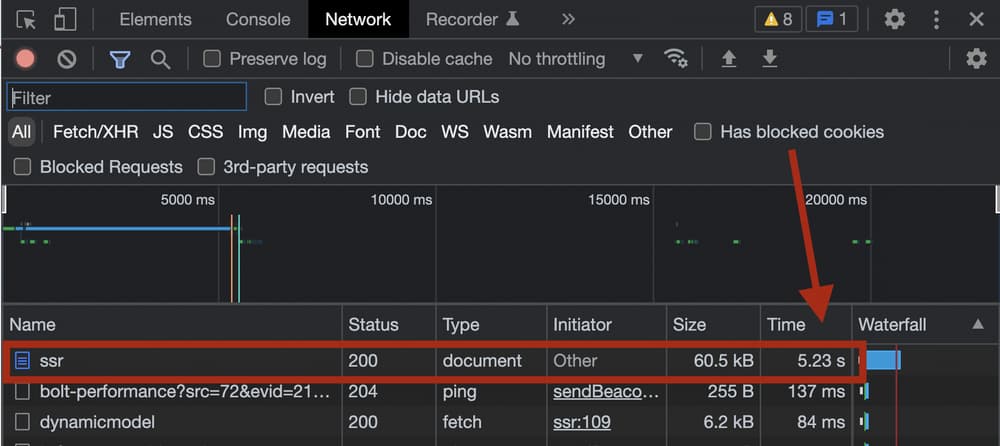 Elements Console Network Recorder » 8 1
Preserve log Disable cache No throttling
Filter Invert Hide data URLs
All Fetch/XHR JS CSS Img Media Font Doc WS Wasm Manifest Other Has blocked cookies
Blocked Requests 3rd-party requests
5000 ms 10000 ms 15000 ms 20000 ms
Name Status Type Initiator Size Time Waterfall
ssr 200 document Other 60.5 kB 5.23 s
bolt-performance?src=72&evid=21... 204 ping sendBeaco... 255 B 137 ms
dynamicmodel 200 fetch ssr:109 6.2 kB 84 ms